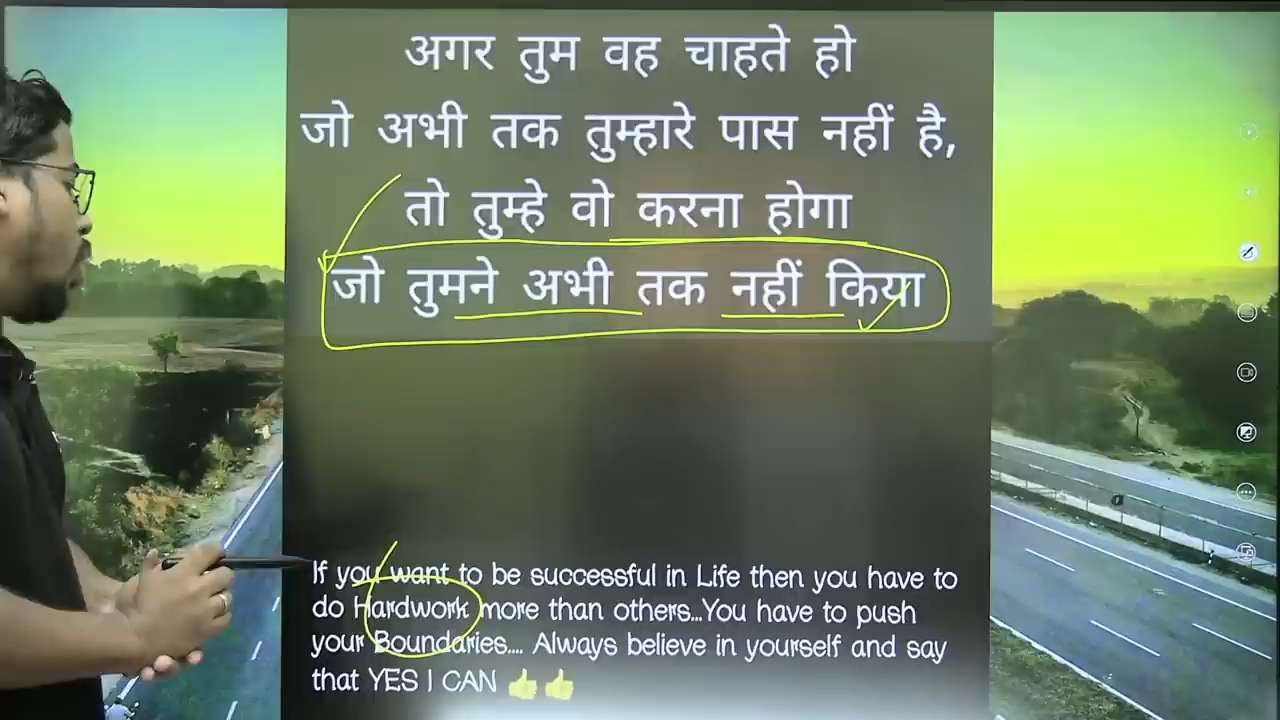 अगर तुम वह चाहते हो
जो अभी तक तुम्हारे पास नहीं है,
तो तुम्हे वो करना होगा
जो तुमने अभी तक नहीं किया
If you want to be successful in Life then you have to
do Hardwork more than others...You have to push
your Boundaries.... Always believe in yourself and say
that YES I CAN 👍👍